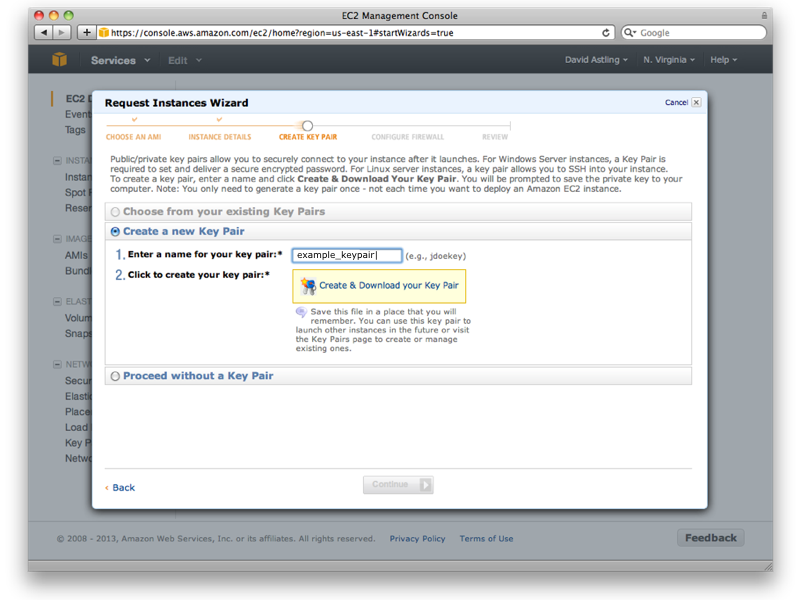 EC2 Management Console
https://console.aws.amazon.com/ec2/home?region=us-east-1#startWizards=true
Google
Services
Edit
David Astling
N. Virginia
Help
EC2 D
Event
Tags
INSTA
Instan
Spot R
Reser
IMAGE
AMIs
Bundl
ELAST
Volum
Snaps
NETW
Secur
Elasti
Place
Load
Key P
Netwo
Request Instances Wizard
Cancel
CHOOSE AN AMI
INSTANCE DETAILS
CREATE KEY PAIR
CONFIGURE FIREWALL
REVIEW
Public/private key pairs allow you to securely connect to your instance after it launches. For Windows Server instances, a Key Pair is
required to set and deliver a secure encrypted password. For Linux server instances, a key pair allows you to SSH into your instance.
To create a key pair, enter a name and click Create & Download Your Key Pair. You will be prompted to save the private key to your
computer. Note: You only need to generate a key pair once - not each time you want to deploy an Amazon EC2 instance.
Choose from your existing Key Pairs
Create a new Key Pair
1. Enter a name for your key pair:* example_keypair (e.g., jdoekey)
2. Click to create your key pair:* Create & Download your Key Pair
Save this file in a place that you will
remember. You can use this key pair to
launch other instances in the future or visit
the Key Pairs page to create or manage
existing ones.
Proceed without a Key Pair
< Back
Continue
© 2008 - 2013, Amazon Web Services, Inc. or its affiliates. All rights reserved. Privacy Policy Terms of Use
Feedback